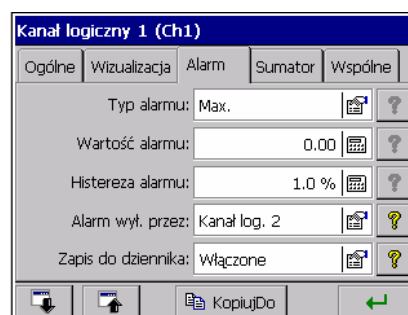 Kanał logiczny 1 (Ch1)
Ogólne Wizualizacja Alarm Sumator Wspólne
Typ alarmu: Max. ?
Wartość alarmu: 0.00 ?
Histereza alarmu: 1.0 % ?
Alarm wył. przez: Kanał log. 2 ?
Zapis do dziennika: Włączone ?
KopiujDo